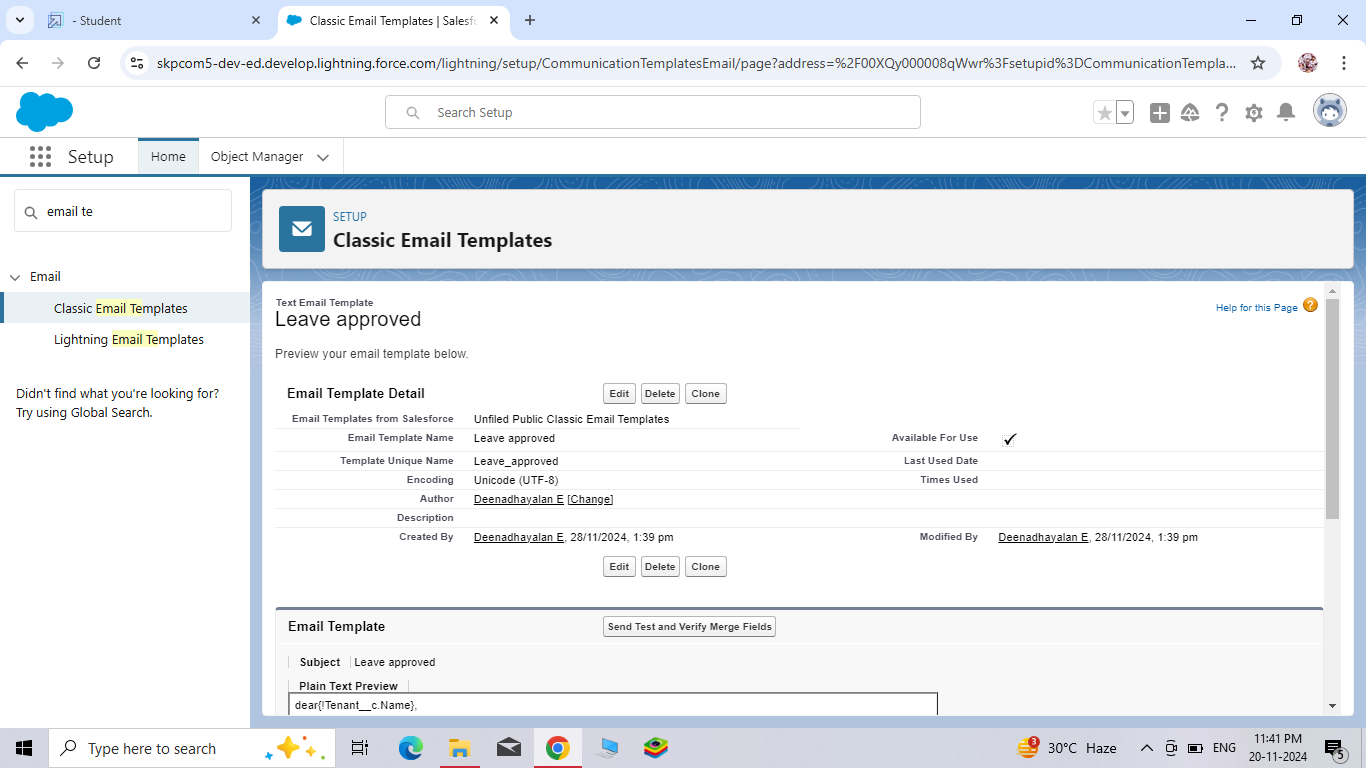 - Student
Classic Email Templates | Salesf
skpcom5-dev-ed.develop.lightning.force.com/lightning/setup/CommunicationTemplatesEmail/page?address=%2F00XQy000008qWwr%3Fsetupid%3DCommunicationTempla...
Search Setup
Setup
Home
Object Manager
email te
Email
Classic Email Templates
Lightning Email Templates
Didn't find what you're looking for?
Try using Global Search.
SETUP
Classic Email Templates
Text Email Template
Leave approved
Help for this Page
Preview your email template below.
Email Template Detail
Edit Delete Clone
Email Templates from Salesforce Unfiled Public Classic Email Templates
Email Template Name Leave approved Available For Use
Template Unique Name Leave_approved Last Used Date
Encoding Unicode (UTF-8) Times Used
Author Deenadhayalan E [Change]
Description
Created By Deenadhayalan E, 28/11/2024, 1:39 pm Modified By Deenadhayalan E, 28/11/2024, 1:39 pm
Edit Delete Clone
Email Template Send Test and Verify Merge Fields
Subject Leave approved
Plain Text Preview
dear{!Tenant__c.Name},
Type here to search
3
30°C Haze
ENG
11:41 PM
20-11-2024
5